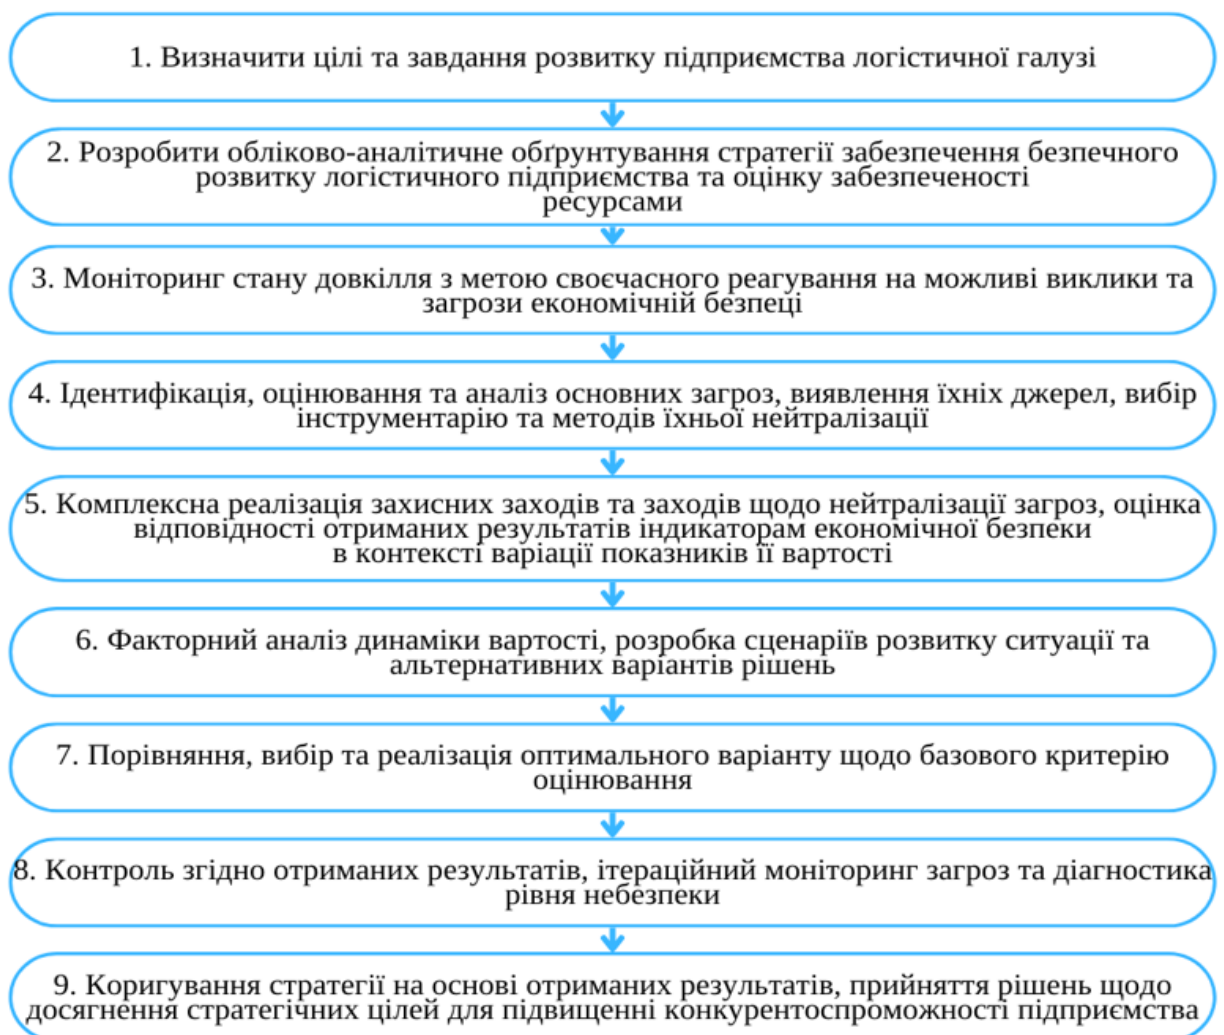 1. Визначити цілі та завдання розвитку підприємства логістичної галузі
2. Розробити обліково-аналітичне обґрунтування стратегії забезпечення безпечного
розвитку логістичного підприємства та оцінку забезпеченості
ресурсами
3. Моніторинг стану довкілля з метою своєчасного реагування на можливі виклики та
загрози економічній безпеці
4. Ідентифікація, оцінювання та аналіз основних загроз, виявлення їхніх джерел, вибір
інструментарію та методів їхньої нейтралізації
5. Комплексна реалізація захисних заходів та заходів щодо нейтралізації загроз, оцінка
відповідності отриманих результатів індикаторам економічної безпеки
в контексті варіації показників її вартості
6. Факторний аналіз динаміки вартості, розробка сценаріїв розвитку ситуації та
альтернативних варіантів рішень
7. Порівняння, вибір та реалізація оптимального варіанту щодо базового критерію
оцінювання
8. Контроль згідно отриманих результатів, ітераційний моніторинг загроз та діагностика
рівня небезпеки
9. Коригування стратегії на основі отриманих результатів, прийняття рішень щодо
досягнення стратегічних цілей для підвищенні конкурентоспроможності підприємства